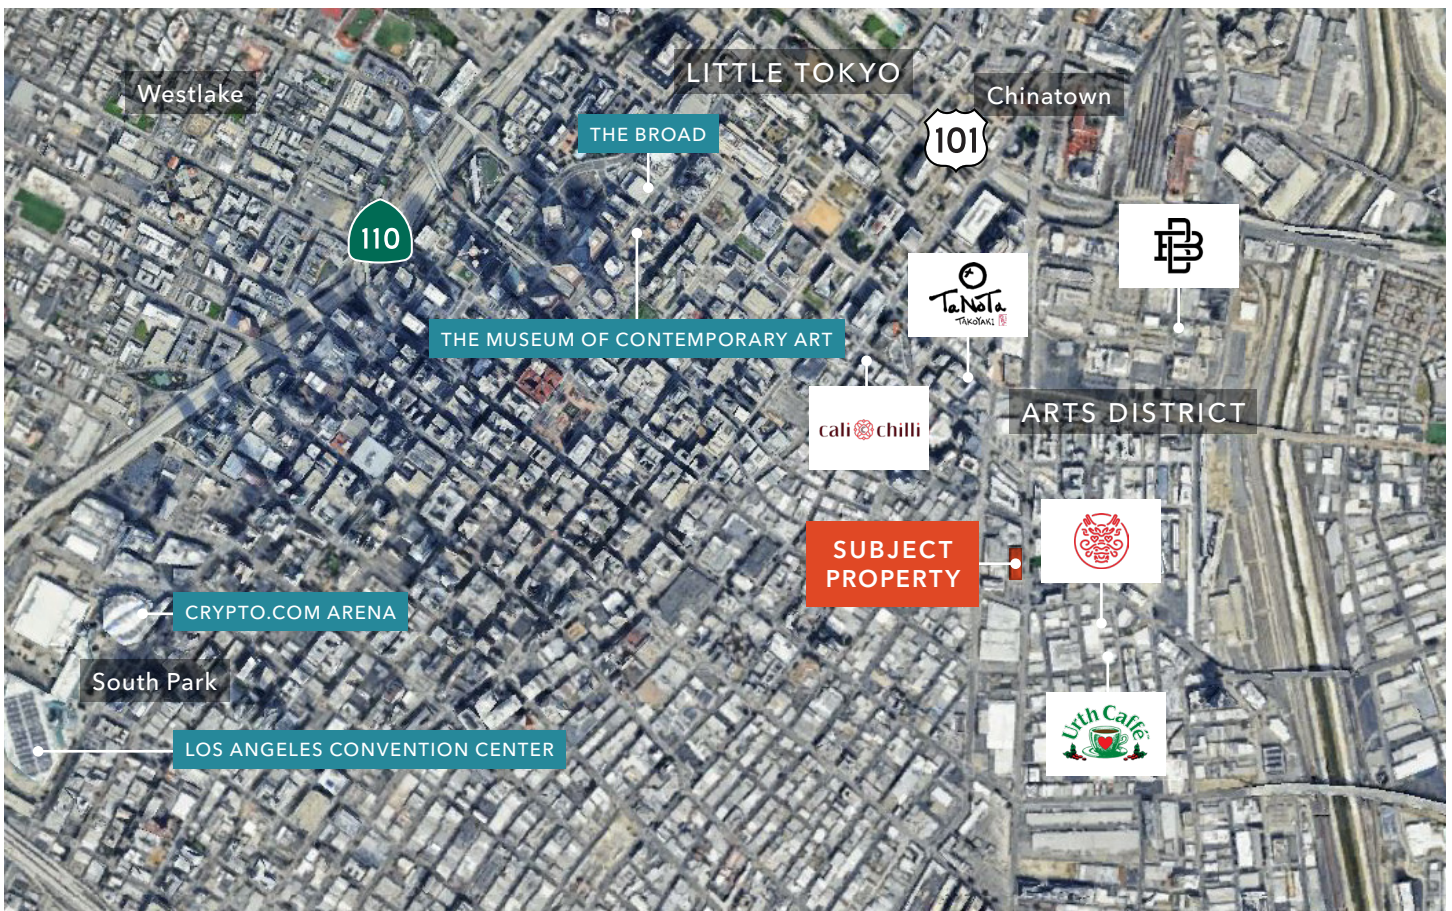 LITTLE TOKYO
Westlake
Chinatown
THE BROAD
101
110
TaNoTa
TAKOYAKI
THE MUSEUM OF CONTEMPORARY ART
ARTS DISTRICT
cali chilli
SUBJECT
PROPERTY
CRYPTO.COM ARENA
South Park
Urth Caffé
LOS ANGELES CONVENTION CENTER